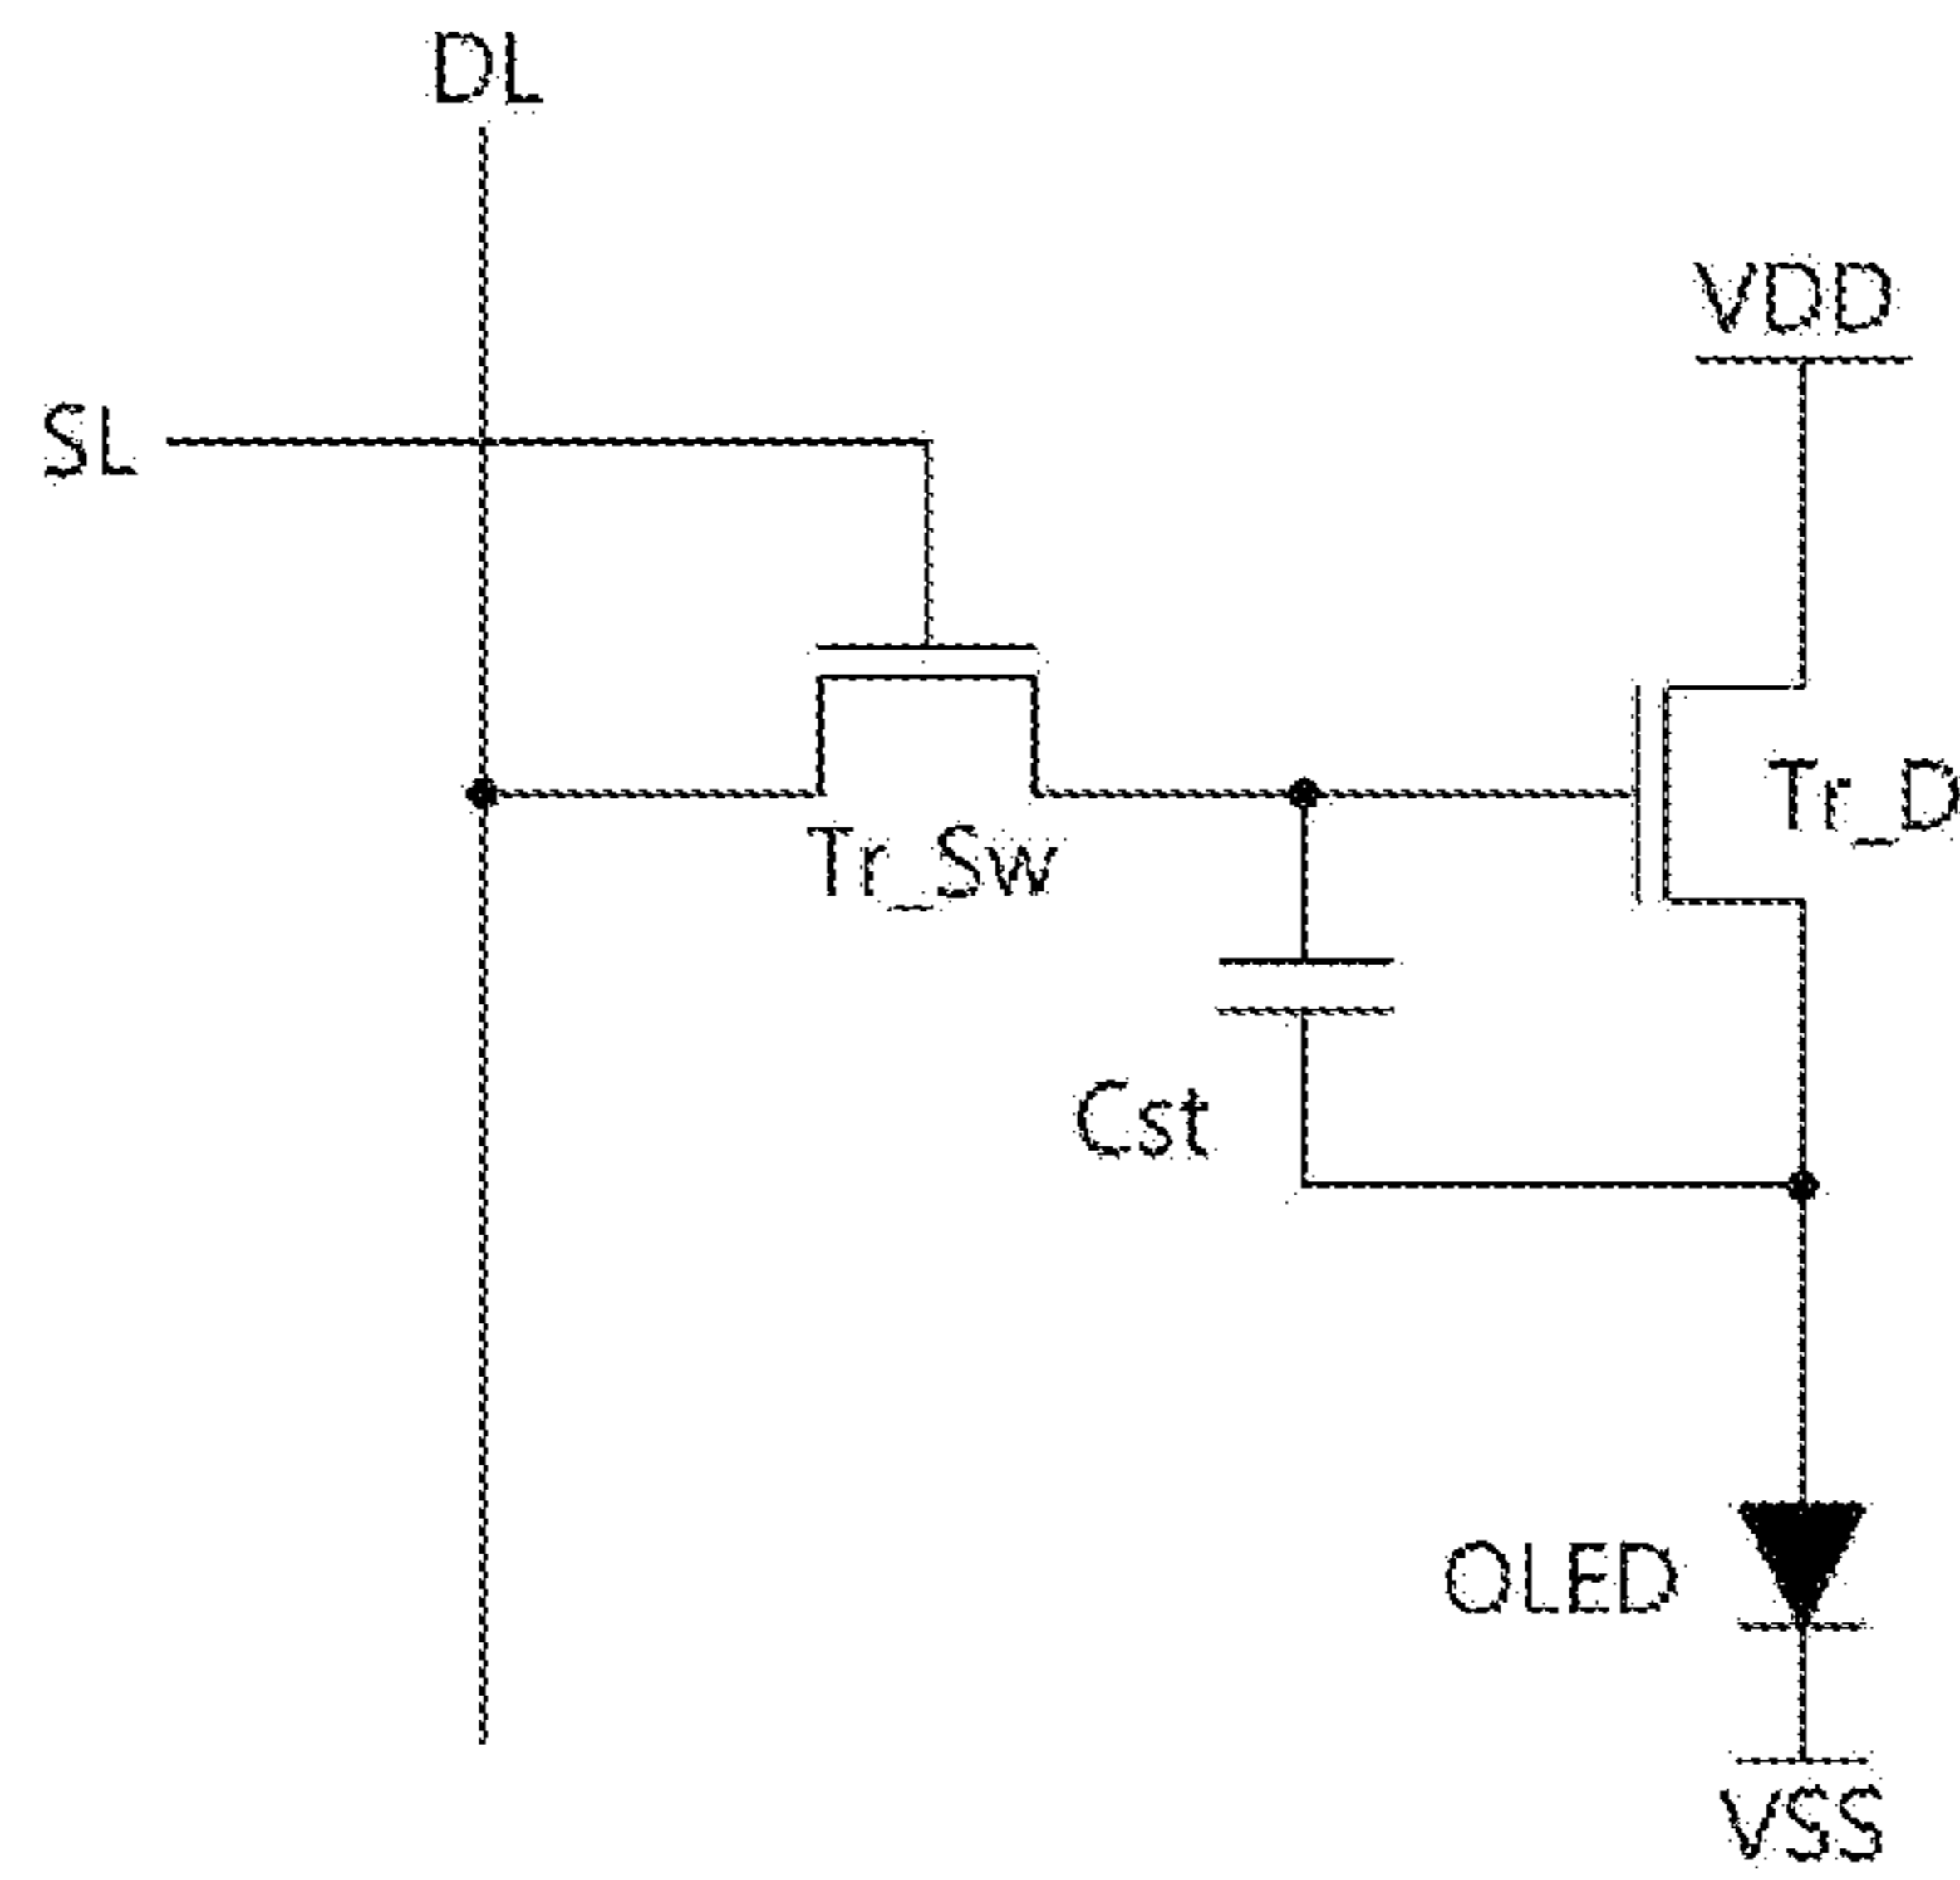 DL
VDD
SL
Tr_D
Tr_Sw
Cst
OLED
VSS